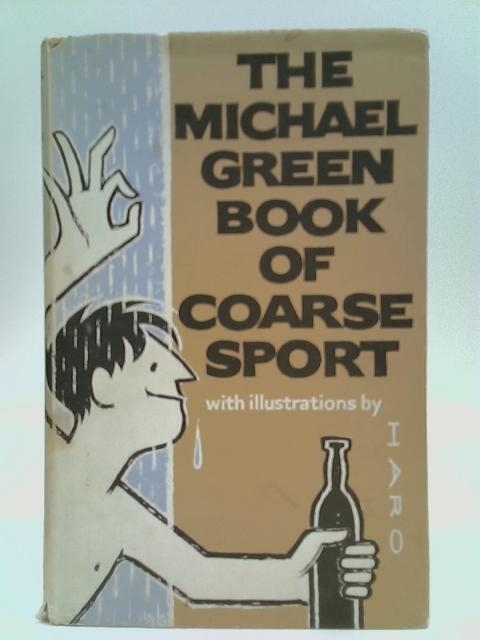 THE
MICHAEL
GREEN
BOOK
OF
COARSE
SPORT
with illustrations by
HARO